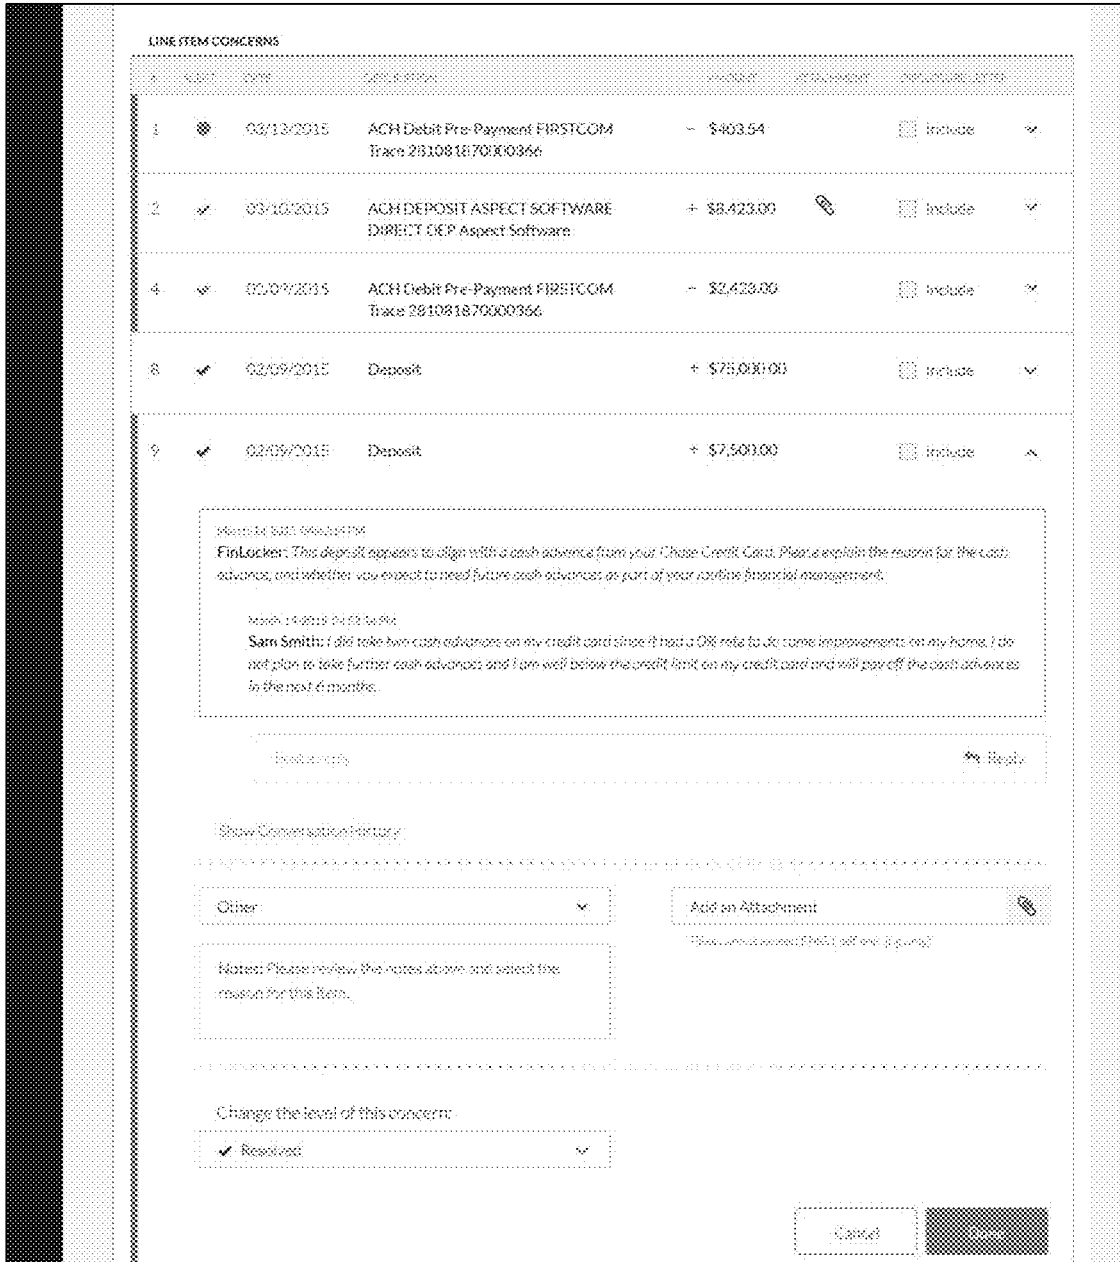 LINE ITEM CONCERNS
# ALERT DATE DESCRIPTION AMOUNT ATTACHMENT
1 03/13/2015 ACH Debit Pre-Payment FIRSTCOM - $403.54 Include
Trace 281081870000366
2 03/10/2015 ACH DEPOSIT ASPECT SOFTWARE + $8,423.00 Include
DIRECT DEP Aspect Software
4 ACH Debit Pre-Payment FIRSTCOM - $2,423.00 Include
Trace 281081870000366
8 02/09/2015 Deposit + $75,000.00 Include
9 02/09/2015 Deposit + $7,500.00 Include
FinLocker: This deposit appears to align with a cash advance from your Chase Credit Card. Please explain the reason for the cash
advance, and whether you expect to need future cash advances as part of your routine financial management.
Sam Smith: I did take two cash advances on my credit card since it had a 0% rate to do some improvements on my home. I do
not plan to take further cash advances and I am well below the credit limit on my credit card and will pay off the cash advances
in the next 6 months.
Reply
Show Conversation History
Other
Add an Attachment
Notes: Please review the notes above and select the
reason for this item.
Change the level of this concern:
Resolved
Cancel Done